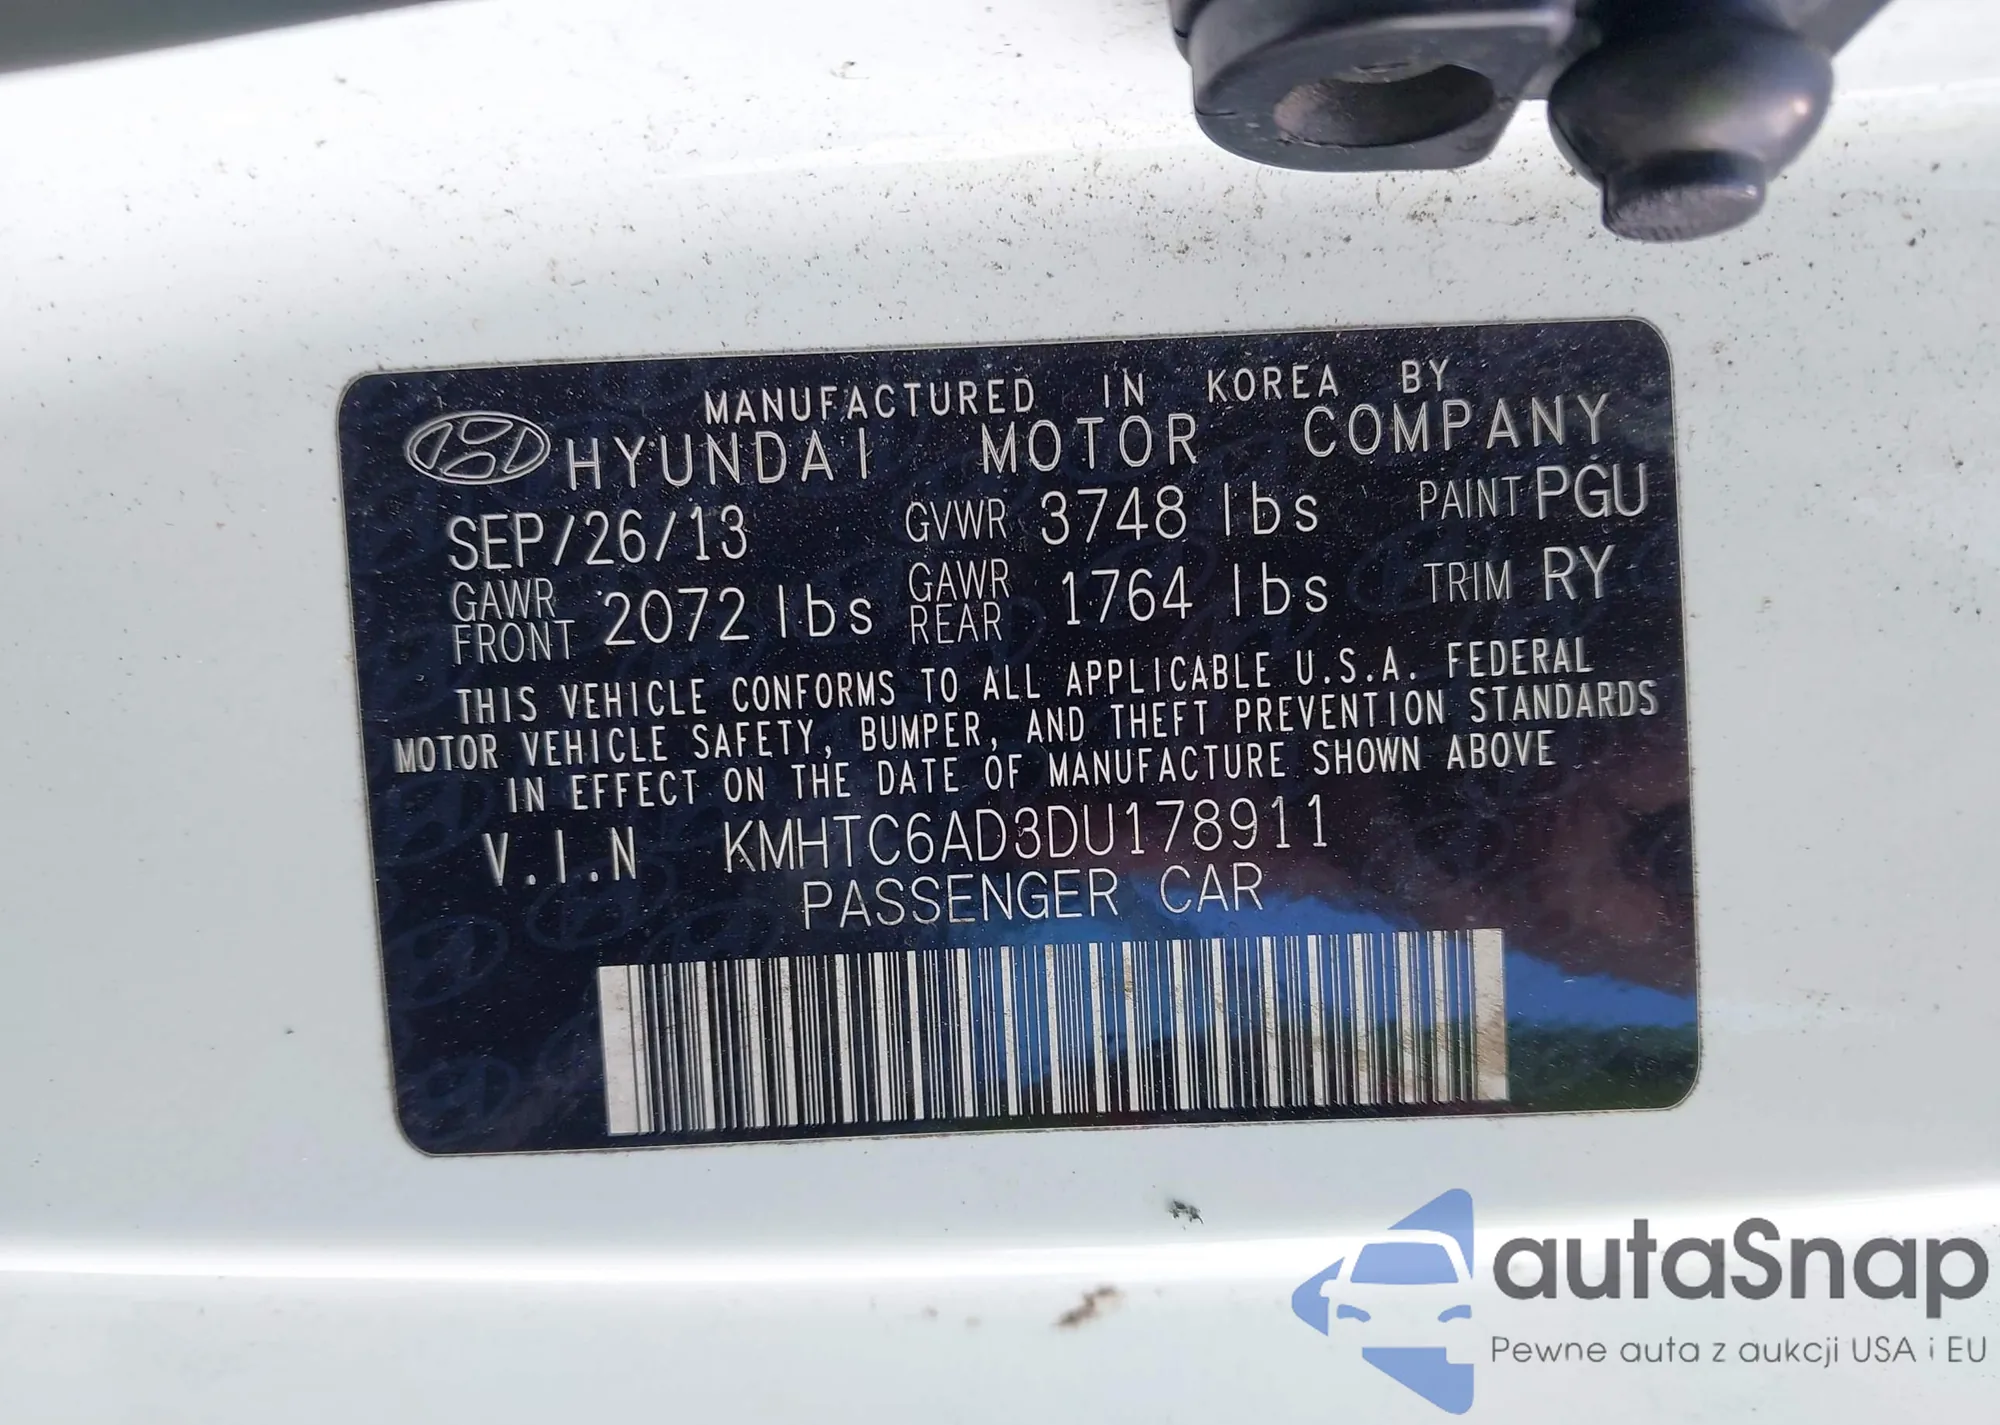 MANUFACTURED IN KOREA BY
HYUNDAI MOTOR COMPANY
SEP/26/13 GVWR 3748 lbs PAINT PGU
GAWR FRONT 2072 lbs GAWR REAR 1764 lbs TRIM RY
THIS VEHICLE CONFORMS TO ALL APPLICABLE U.S.A. FEDERAL
MOTOR VEHICLE SAFETY, BUMPER, AND THEFT PREVENTION STANDARDS
IN EFFECT ON THE DATE OF MANUFACTURE SHOWN ABOVE
V.I.N KMHTC6AD3DU178911
PASSENGER CAR
autaSnap
Pewne auta z aukcji USA i EU